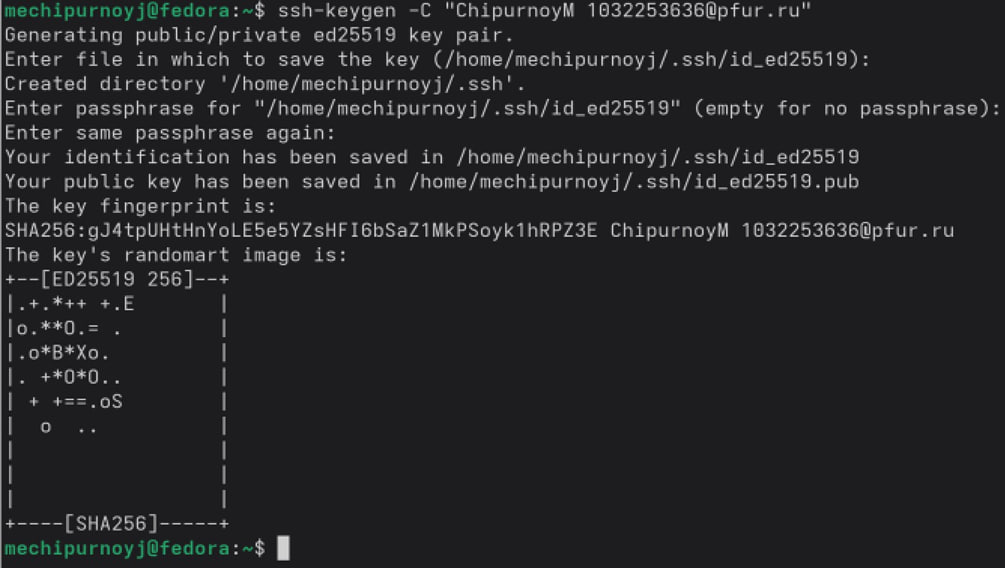 mechipurnoyj@fedora:~$ ssh-keygen -C "ChipurnoyM 1032253636@pfur.ru"
Generating public/private ed25519 key pair.
Enter file in which to save the key (/home/mechipurnoyj/.ssh/id_ed25519):
Created directory '/home/mechipurnoyj/.ssh'.
Enter passphrase for "/home/mechipurnoyj/.ssh/id_ed25519" (empty for no passphrase):
Enter same passphrase again:
Your identification has been saved in /home/mechipurnoyj/.ssh/id_ed25519
Your public key has been saved in /home/mechipurnoyj/.ssh/id_ed25519.pub
The key fingerprint is:
SHA256:gJ4tpUHtHnYoLE5e5YZsHFI6bSaZ1MkPSoyk1hRPZ3E ChipurnoyM 1032253636@pfur.ru
The key's randomart image is:
+--[ED25519 256]--+
|.+.*++ +.E       |
|o.**O.= .        |
|.o*B*Xo.         |
|. +*O*O..        |
| + +==.oS        |
|  o  ..          |
|                 |
|                 |
|                 |
+----[SHA256]-----+
mechipurnoyj@fedora:~$